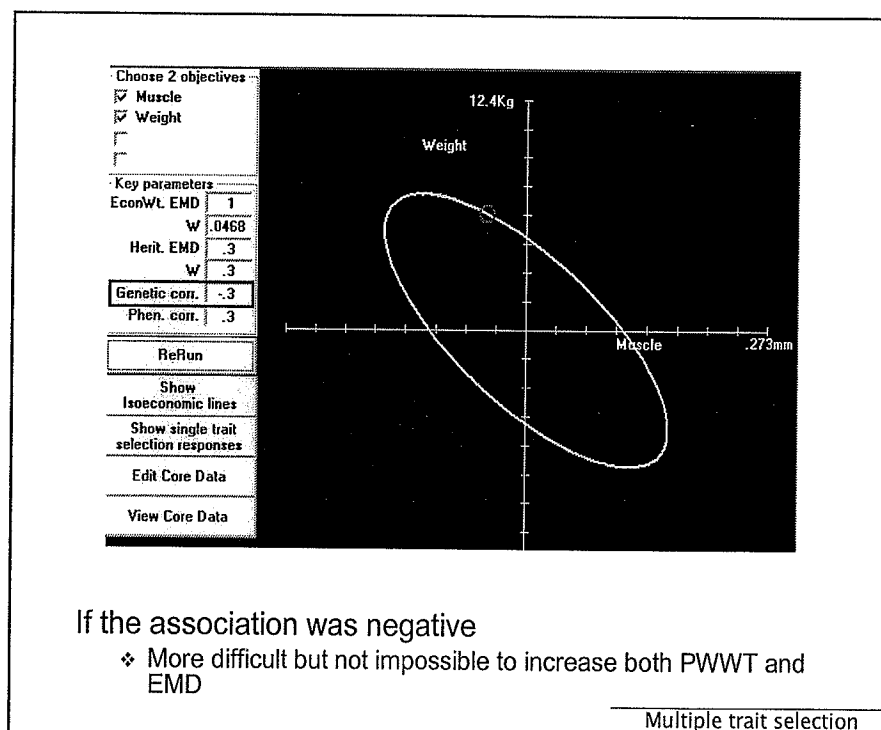 Choose 2 objectives
Muscle
Weight
Key parameters
EconWt. EMD 1
W .0468
Herit. EMD .3
W .3
Genetic corr. -.3
Phen. corr. .3
ReRun
Show
Isoeconomic lines
Show single trait
selection responses
Edit Core Data
View Core Data
12.4Kg
Weight
Muscle
.273mm
If the association was negative
❖ More difficult but not impossible to increase both PWWT and
EMD
Multiple trait selection